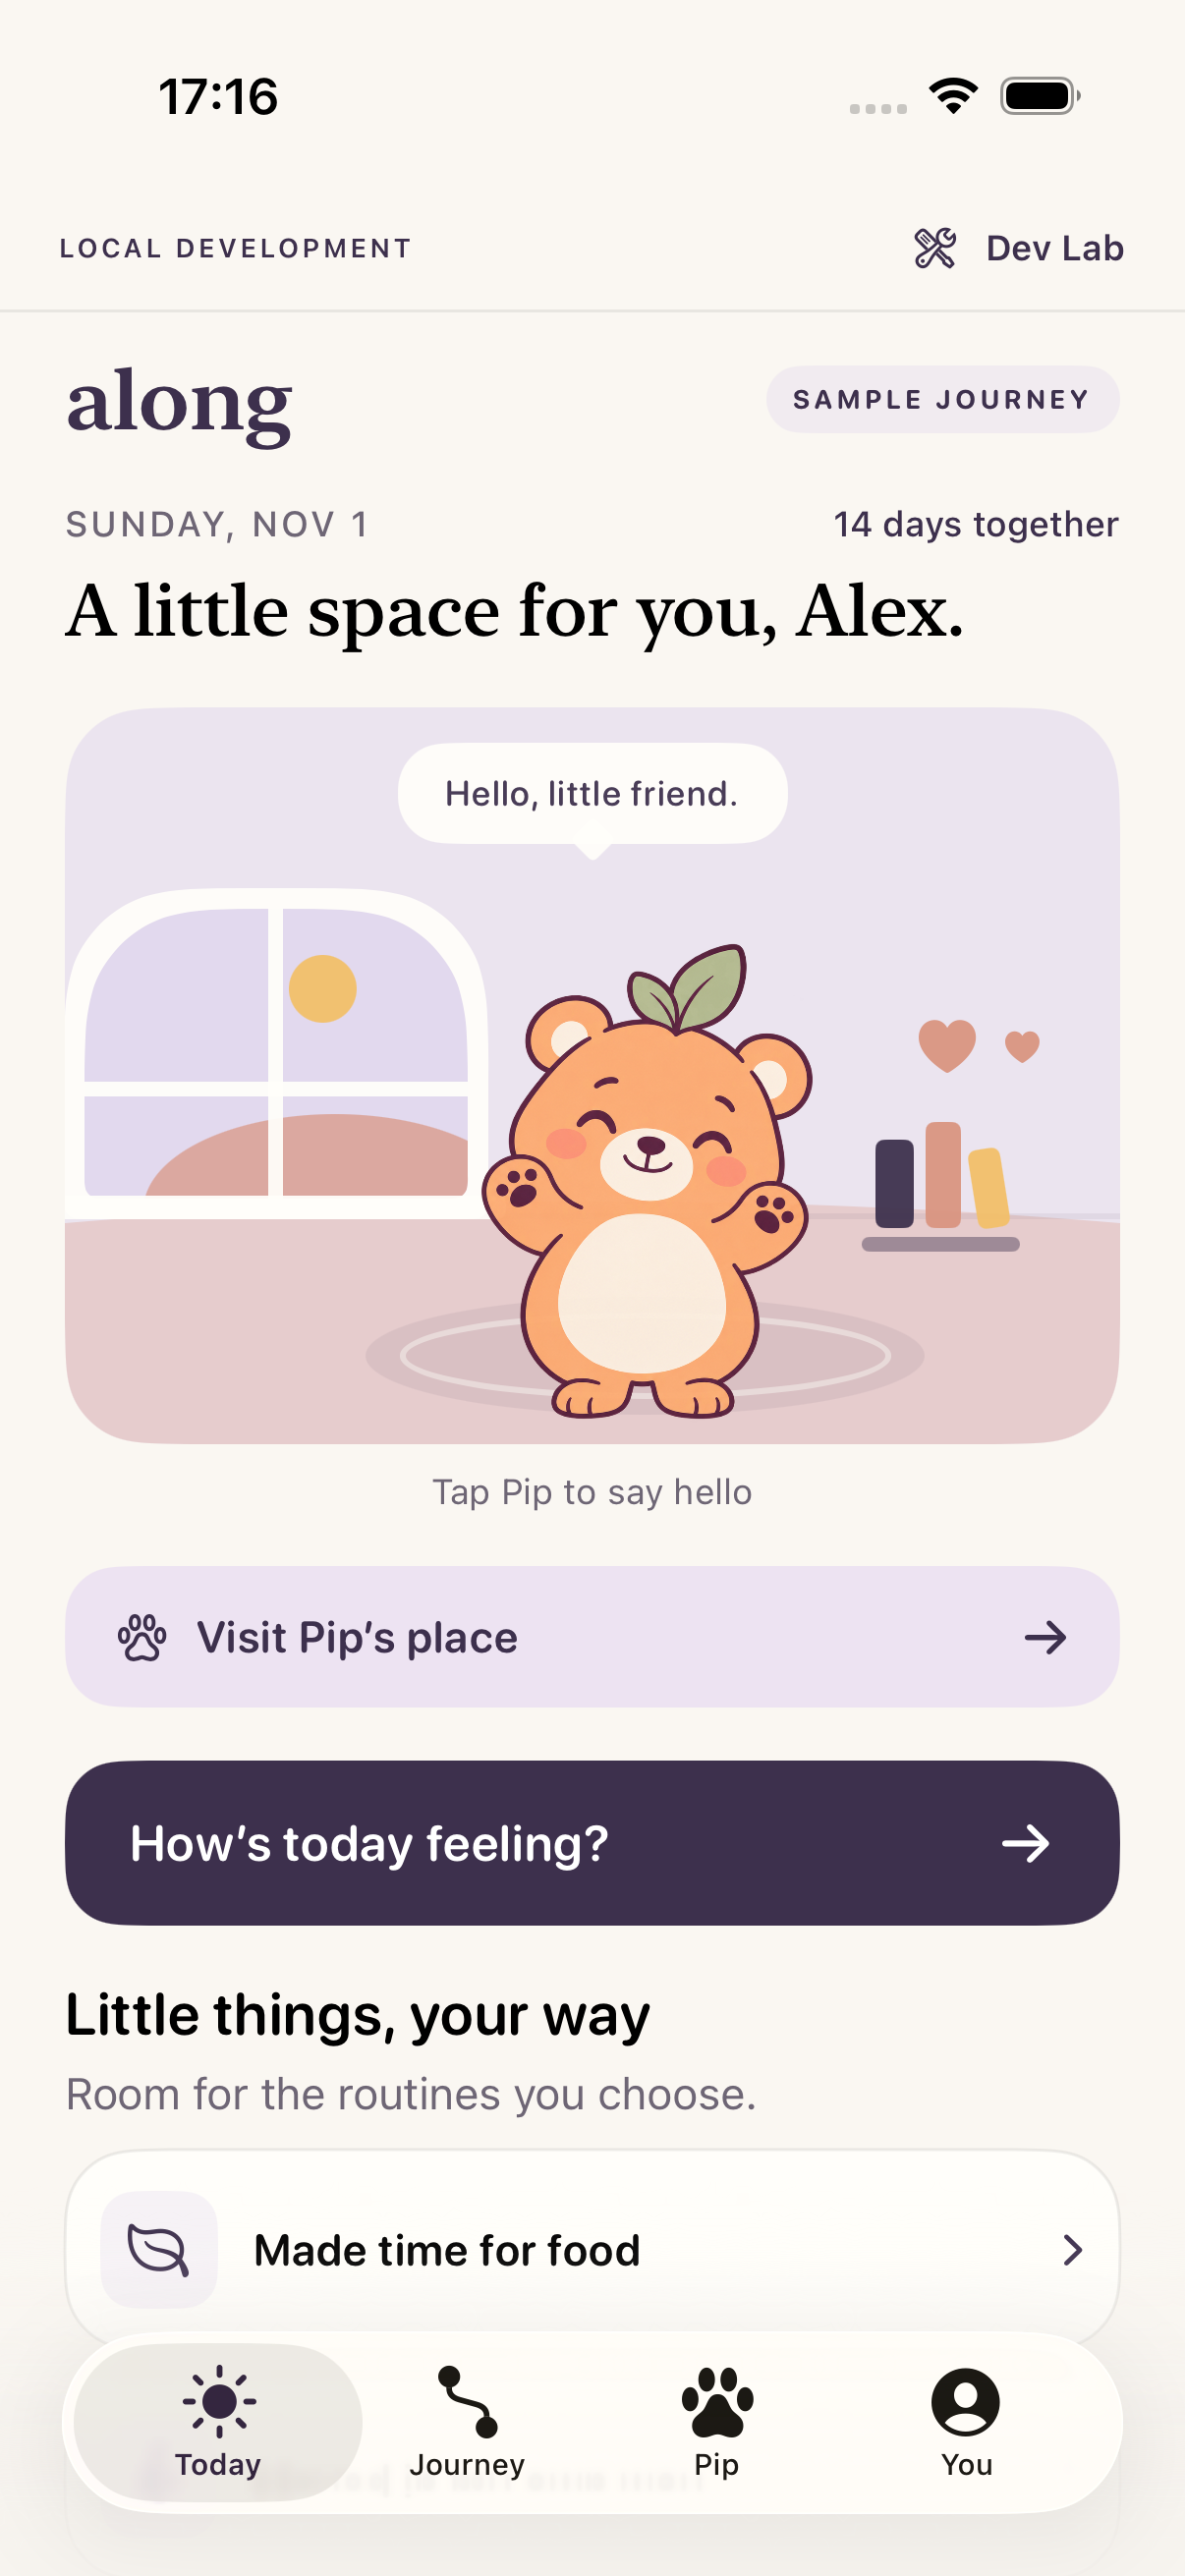 17:16
LOCAL DEVELOPMENT
Dev Lab
along
SAMPLE JOURNEY
SUNDAY, NOV 1
14 days together
A little space for you, Alex.
Hello, little friend.
Tap Pip to say hello
Visit Pip's place
How's today feeling?
Little things, your way
Room for the routines you choose.
Made time for food
Today
Journey
Pip
You